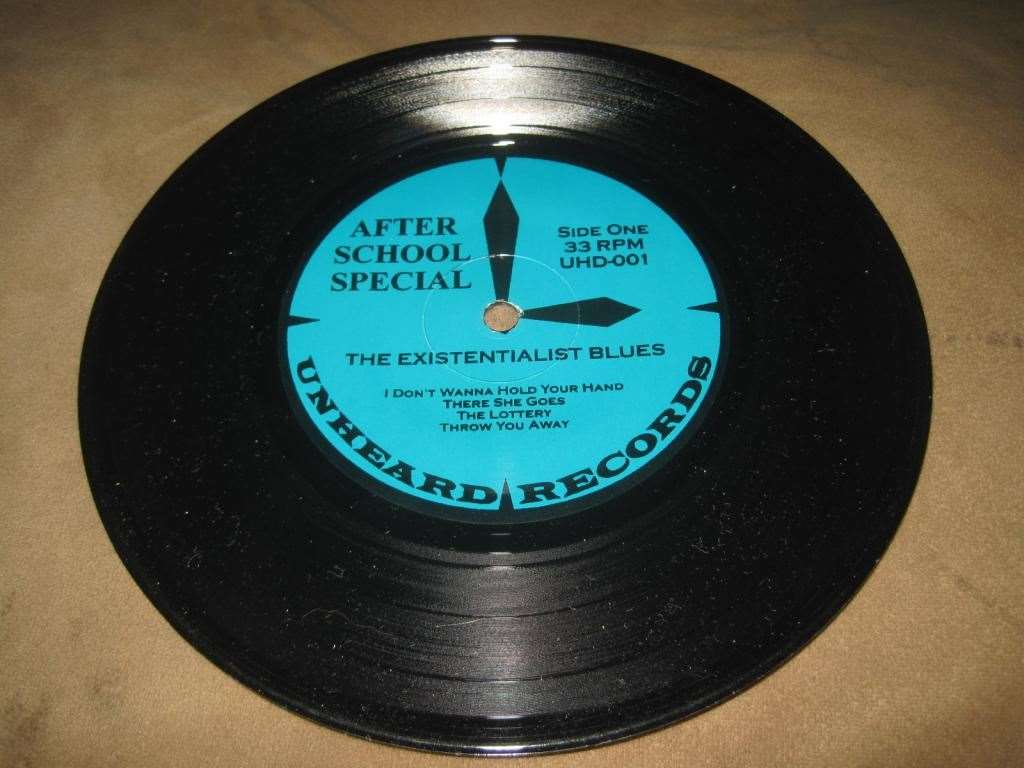 AFTER
SCHOOL
SPECIAL
SIDE ONE
33 RPM
UHD-001
THE EXISTENTIALIST BLUES
I DON'T WANNA HOLD YOUR HAND
THERE SHE GOES
THE LOTTERY
THROW YOU AWAY
UNHEARD RECORDS